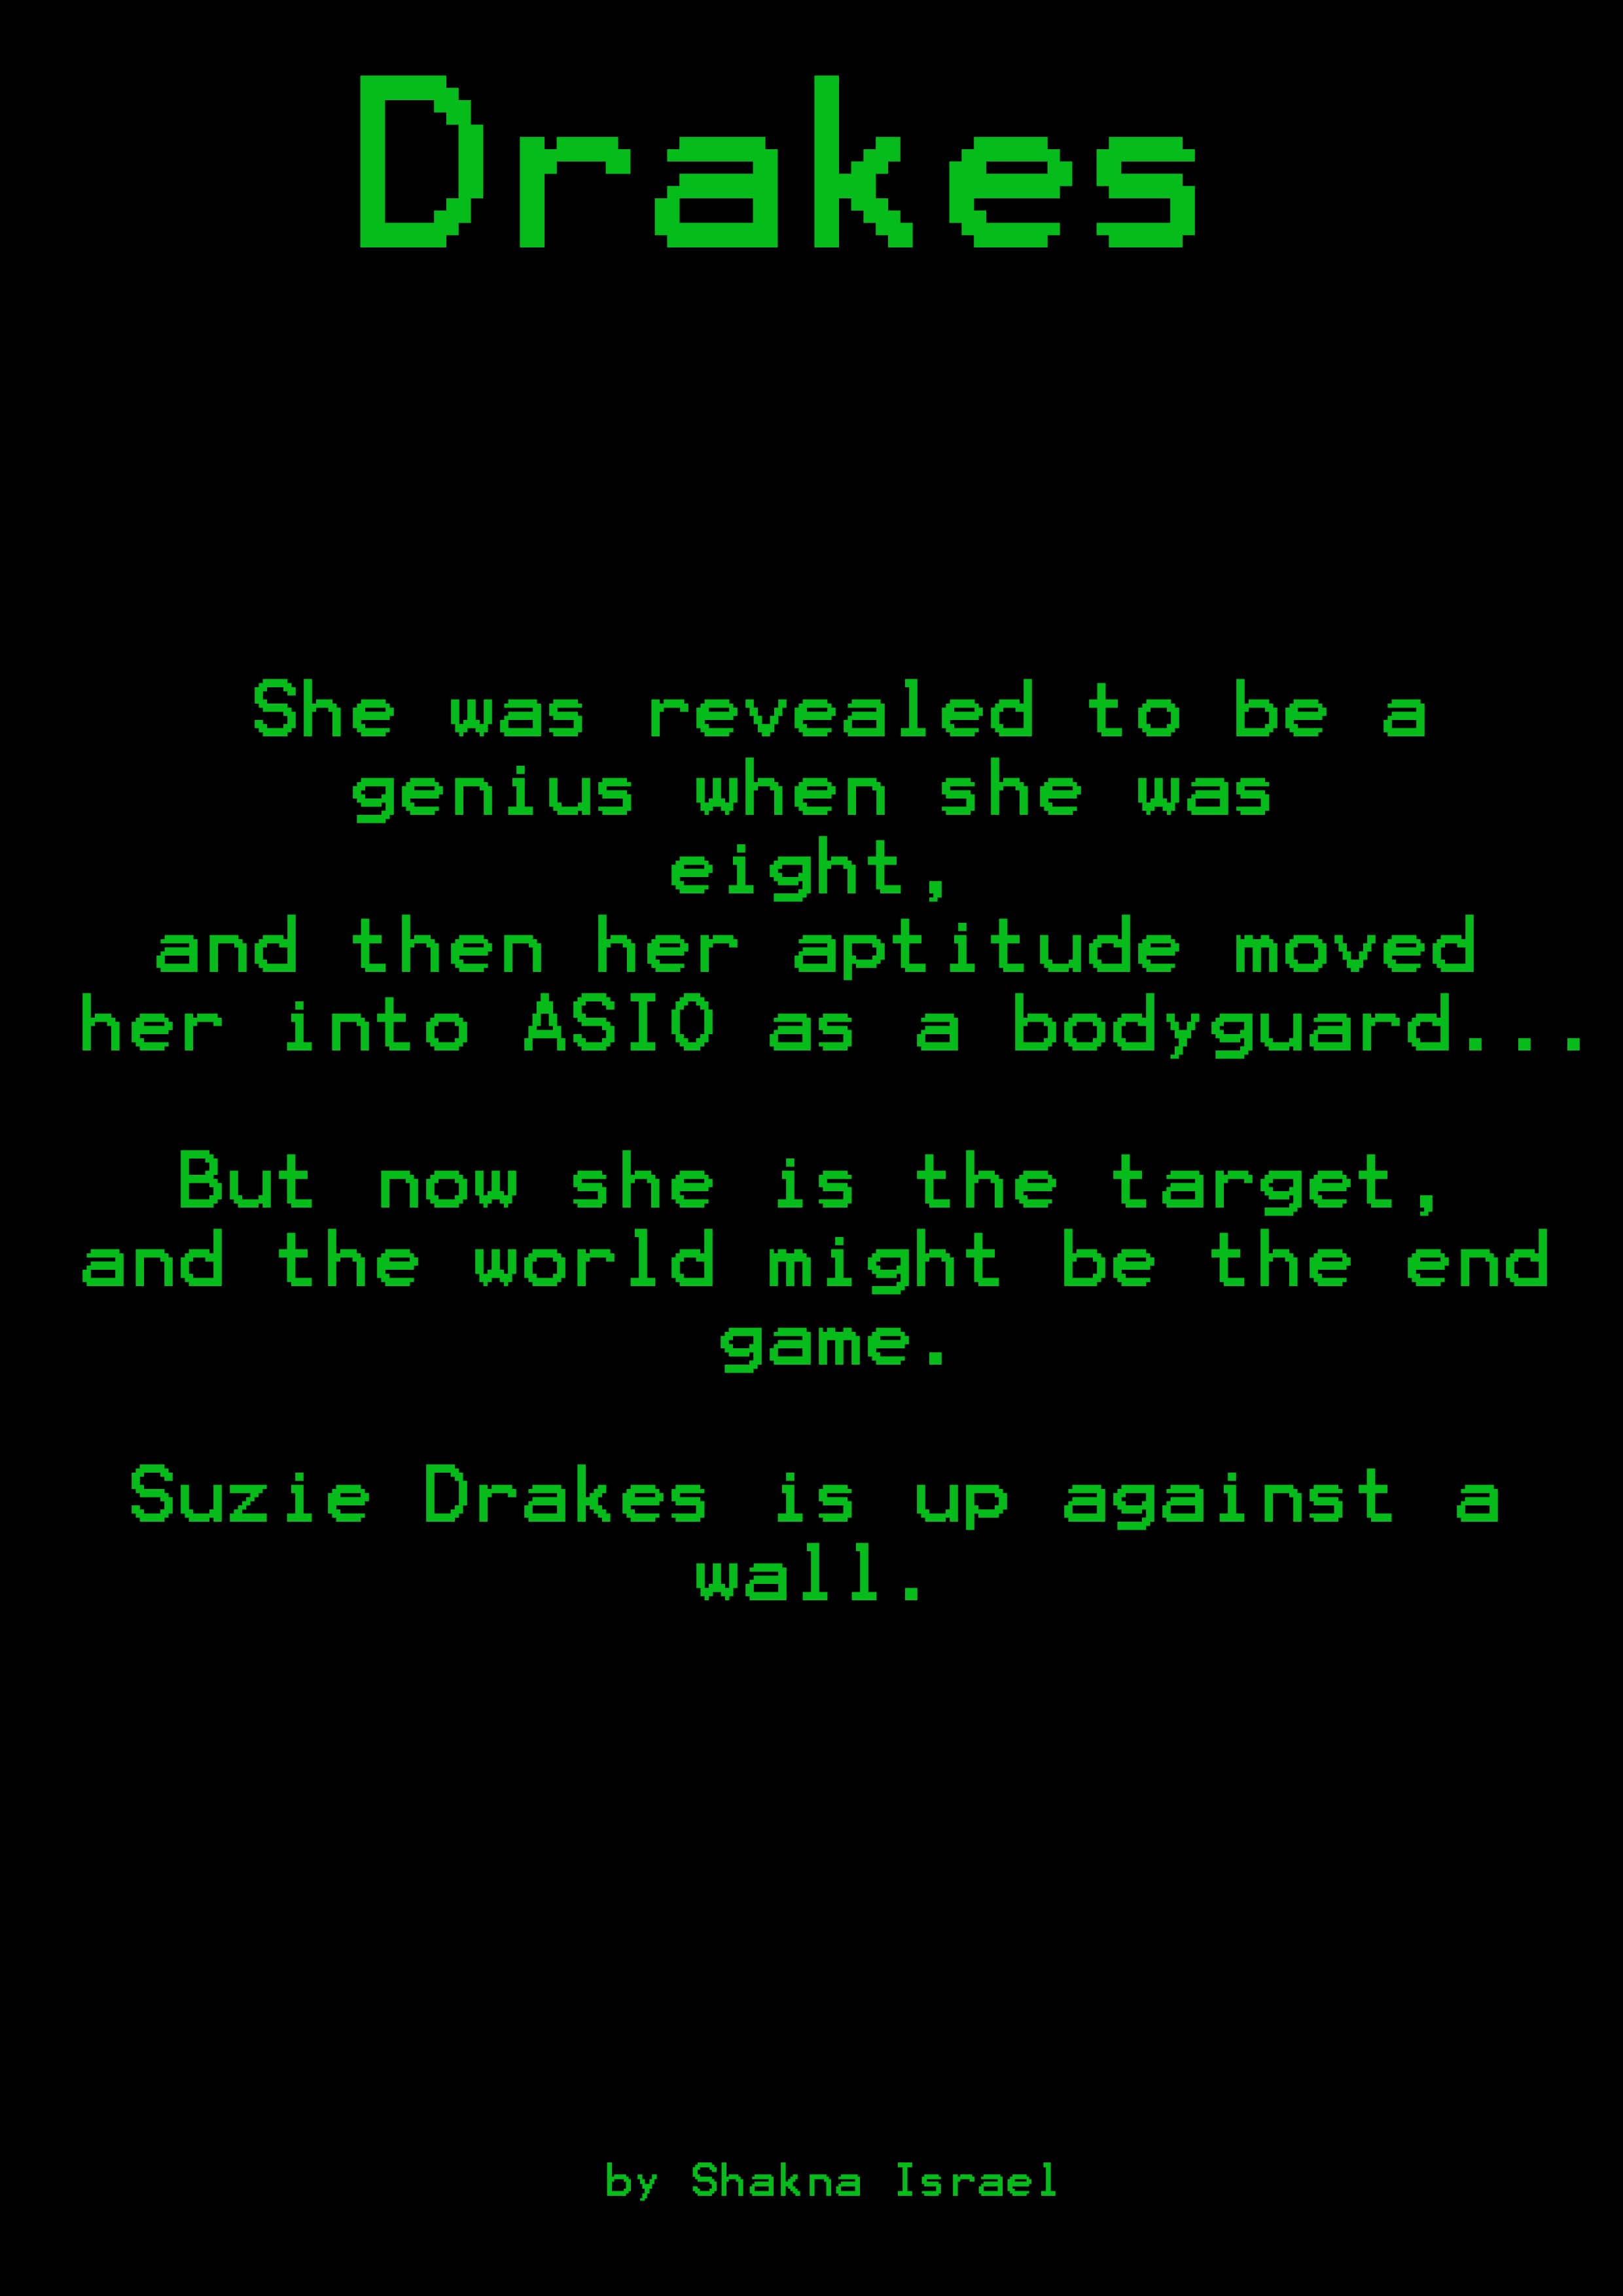 Drakes
She was revealed to be a
genius when she was
eight,
and then her aptitude moved
her into ASIO as a bodyguard...
But now she is the target,
and the world might be the end
game.
Suzie Drakes is up against a
wall.
by Shakna Israel